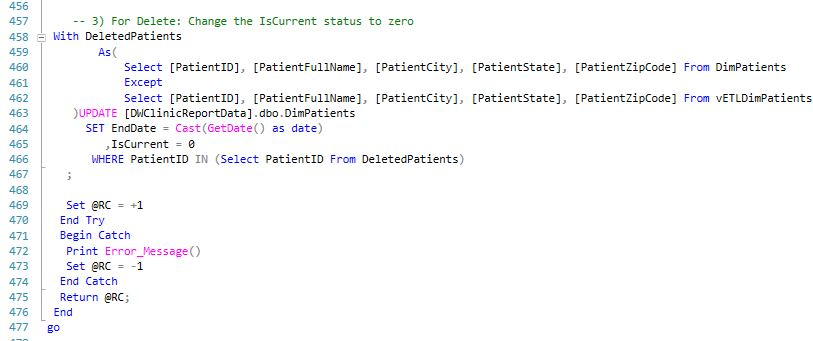 456
457 -- 3) For Delete: Change the IsCurrent status to zero
458 With DeletedPatients
459 As(
460 Select [PatientID], [PatientFullName], [PatientCity], [PatientState], [PatientZipCode] From DimPatients
461 Except
462 Select [PatientID], [PatientFullName], [PatientCity], [PatientState], [PatientZipCode] From vETLDimPatients
463 )UPDATE [DWClinicReportData].dbo.DimPatients
464 SET EndDate = Cast(GetDate() as date)
465 ,IsCurrent = 0
466 WHERE PatientID IN (Select PatientID From DeletedPatients)
467 ;
468
469 Set @RC = +1
470 End Try
471 Begin Catch
472 Print Error_Message()
473 Set @RC = -1
474 End Catch
475 Return @RC;
476 End
477 go